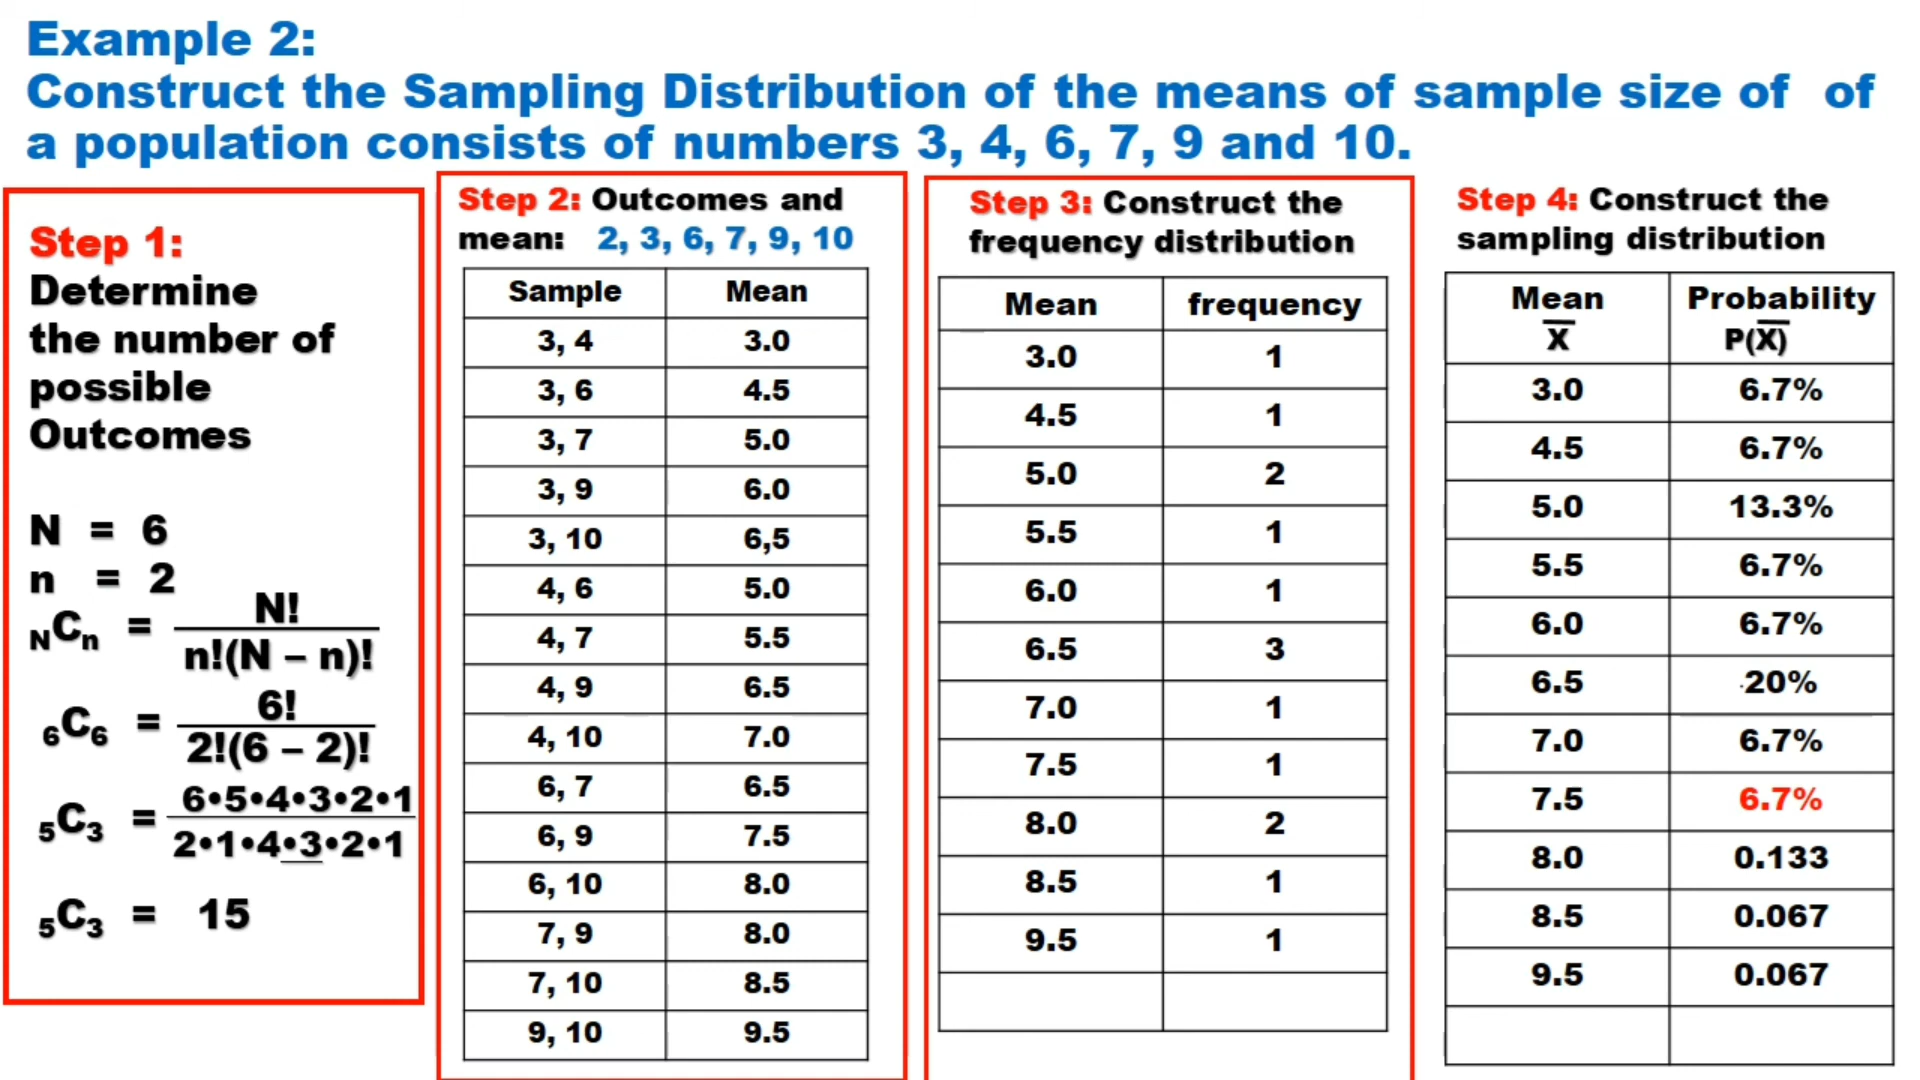 Example 2:
Construct the Sampling Distribution of the means of sample size of  of
a population consists of numbers 3, 4, 6, 7, 9 and 10.
Step 1:
Determine
the number of
possible
Outcomes
N = 6
n = 2
NCn = N!
n!(N – n)!
6C6 = 6!
2!(6 – 2)!
5C3 = 6•5•4•3•2•1
2•1•4•3•2•1
5C3 = 15
Step 2: Outcomes and
mean: 2, 3, 6, 7, 9, 10
Sample Mean
3, 4 3.0
3, 6 4.5
3, 7 5.0
3, 9 6.0
3, 10 6,5
4, 6 5.0
4, 7 5.5
4, 9 6.5
4, 10 7.0
6, 7 6.5
6, 9 7.5
6, 10 8.0
7, 9 8.0
7, 10 8.5
9, 10 9.5
Step 3: Construct the
frequency distribution
Mean frequency
3.0 1
4.5 1
5.0 2
5.5 1
6.0 1
6.5 3
7.0 1
7.5 1
8.0 2
8.5 1
9.5 1
Step 4: Construct the
sampling distribution
Mean Probability
X̅ P(X̅)
3.0 6.7%
4.5 6.7%
5.0 13.3%
5.5 6.7%
6.0 6.7%
6.5 20%
7.0 6.7%
7.5 6.7%
8.0 0.133
8.5 0.067
9.5 0.067